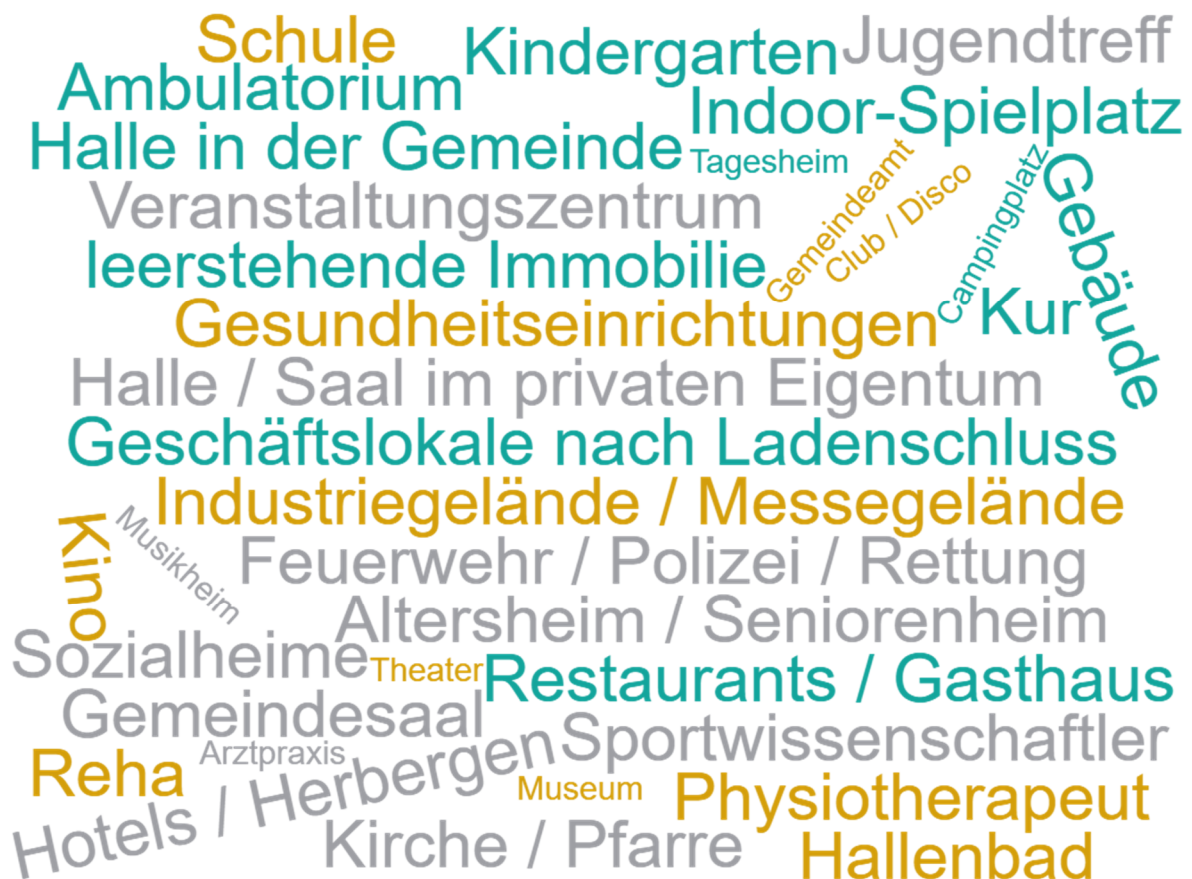 Schule
Kindergarten
Jugendtreff
Ambulatorium
Indoor-Spielplatz
Halle in der Gemeinde
Tagesheim
Gemeindeamt
Club / Disco
Campingplatz
Gebäude
Veranstaltungszentrum
leerstehende Immobilie
Gesundheitseinrichtungen
Kur
Halle / Saal im privaten Eigentum
Geschäftslokale nach Ladenschluss
Industriegelände / Messegelände
Kino
Musikheim
Feuerwehr / Polizei / Rettung
Altersheim / Seniorenheim
Sozialheime
Theater
Restaurants / Gasthaus
Gemeindesaal
Sportwissenschaftler
Reha
Arztpraxis
Hotels / Herbergen
Museum
Physiotherapeut
Kirche / Pfarre
Hallenbad